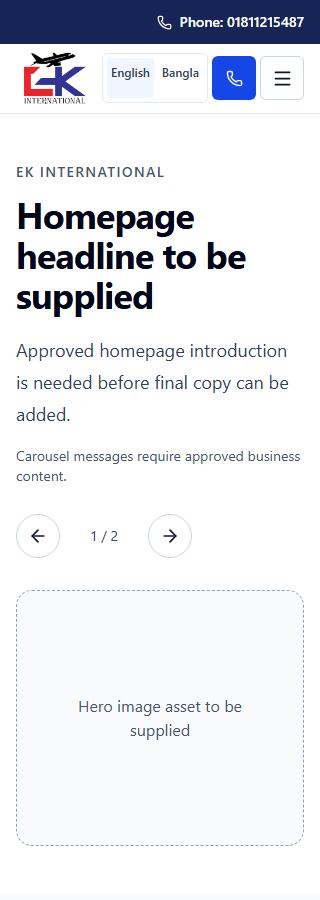 Phone: 01811215487
EK
INTERNATIONAL
English
Bangla
EK INTERNATIONAL
Homepage
headline to be
supplied
Approved homepage introduction
is needed before final copy can be
added.
Carousel messages require approved business
content.
1 / 2
Hero image asset to be
supplied